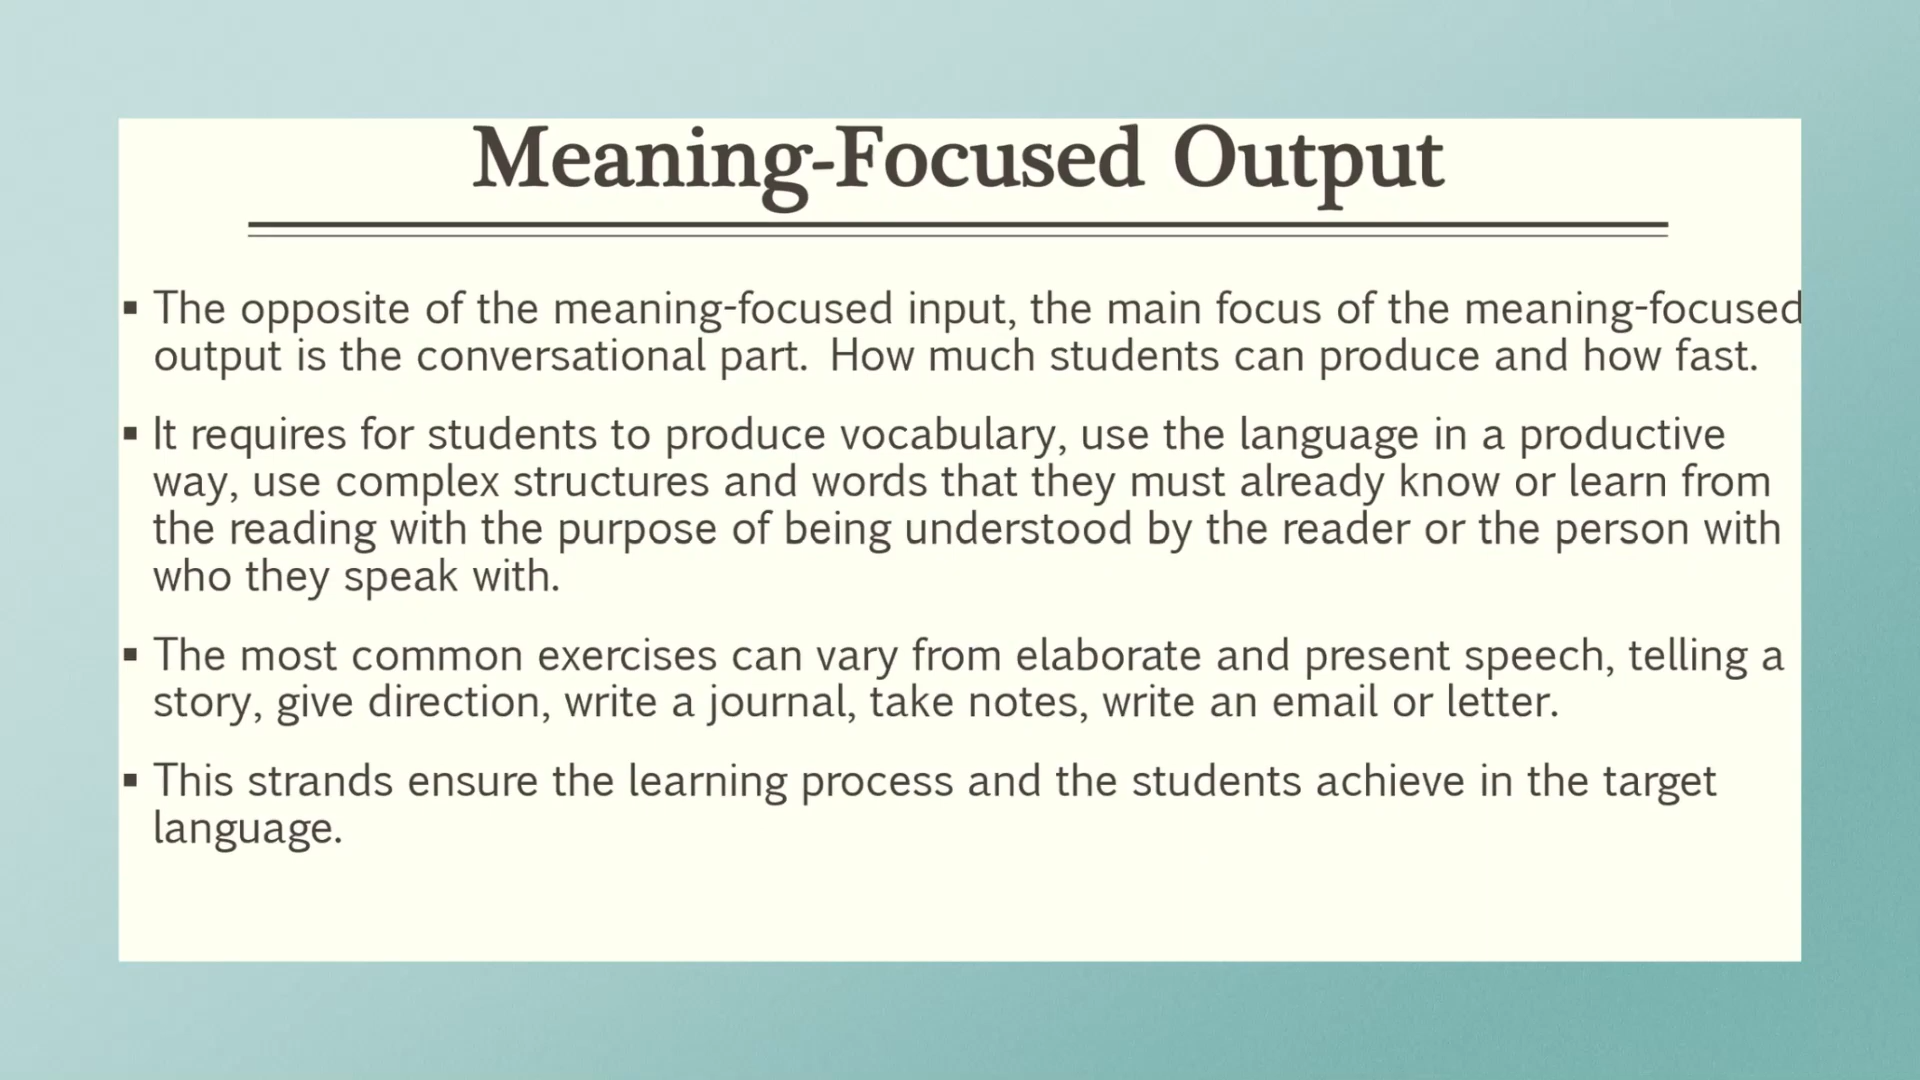 Meaning-Focused Output
▪ The opposite of the meaning-focused input, the main focus of the meaning-focused
output is the conversational part. How much students can produce and how fast.
▪ It requires for students to produce vocabulary, use the language in a productive
way, use complex structures and words that they must already know or learn from
the reading with the purpose of being understood by the reader or the person with
who they speak with.
▪ The most common exercises can vary from elaborate and present speech, telling a
story, give direction, write a journal, take notes, write an email or letter.
▪ This strands ensure the learning process and the students achieve in the target
language.